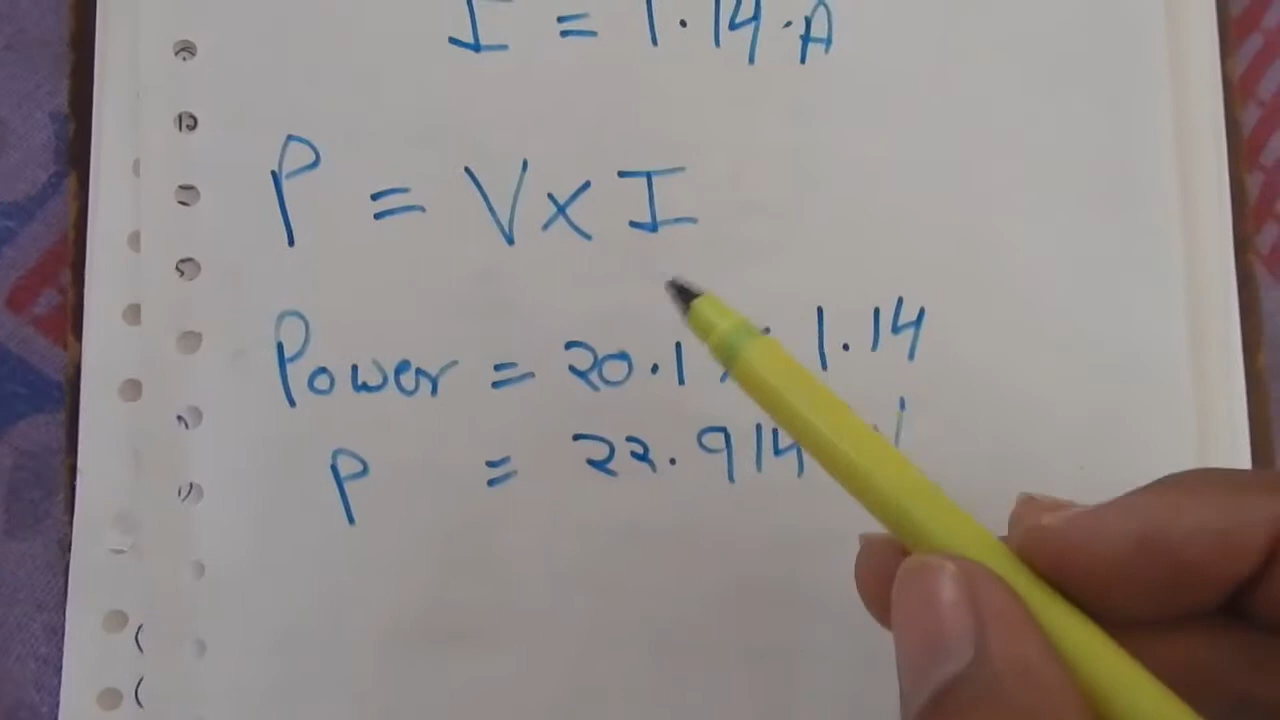 I = 1.14 A
P = V x I
Power = 20.1 x 1.14
P = 22.914